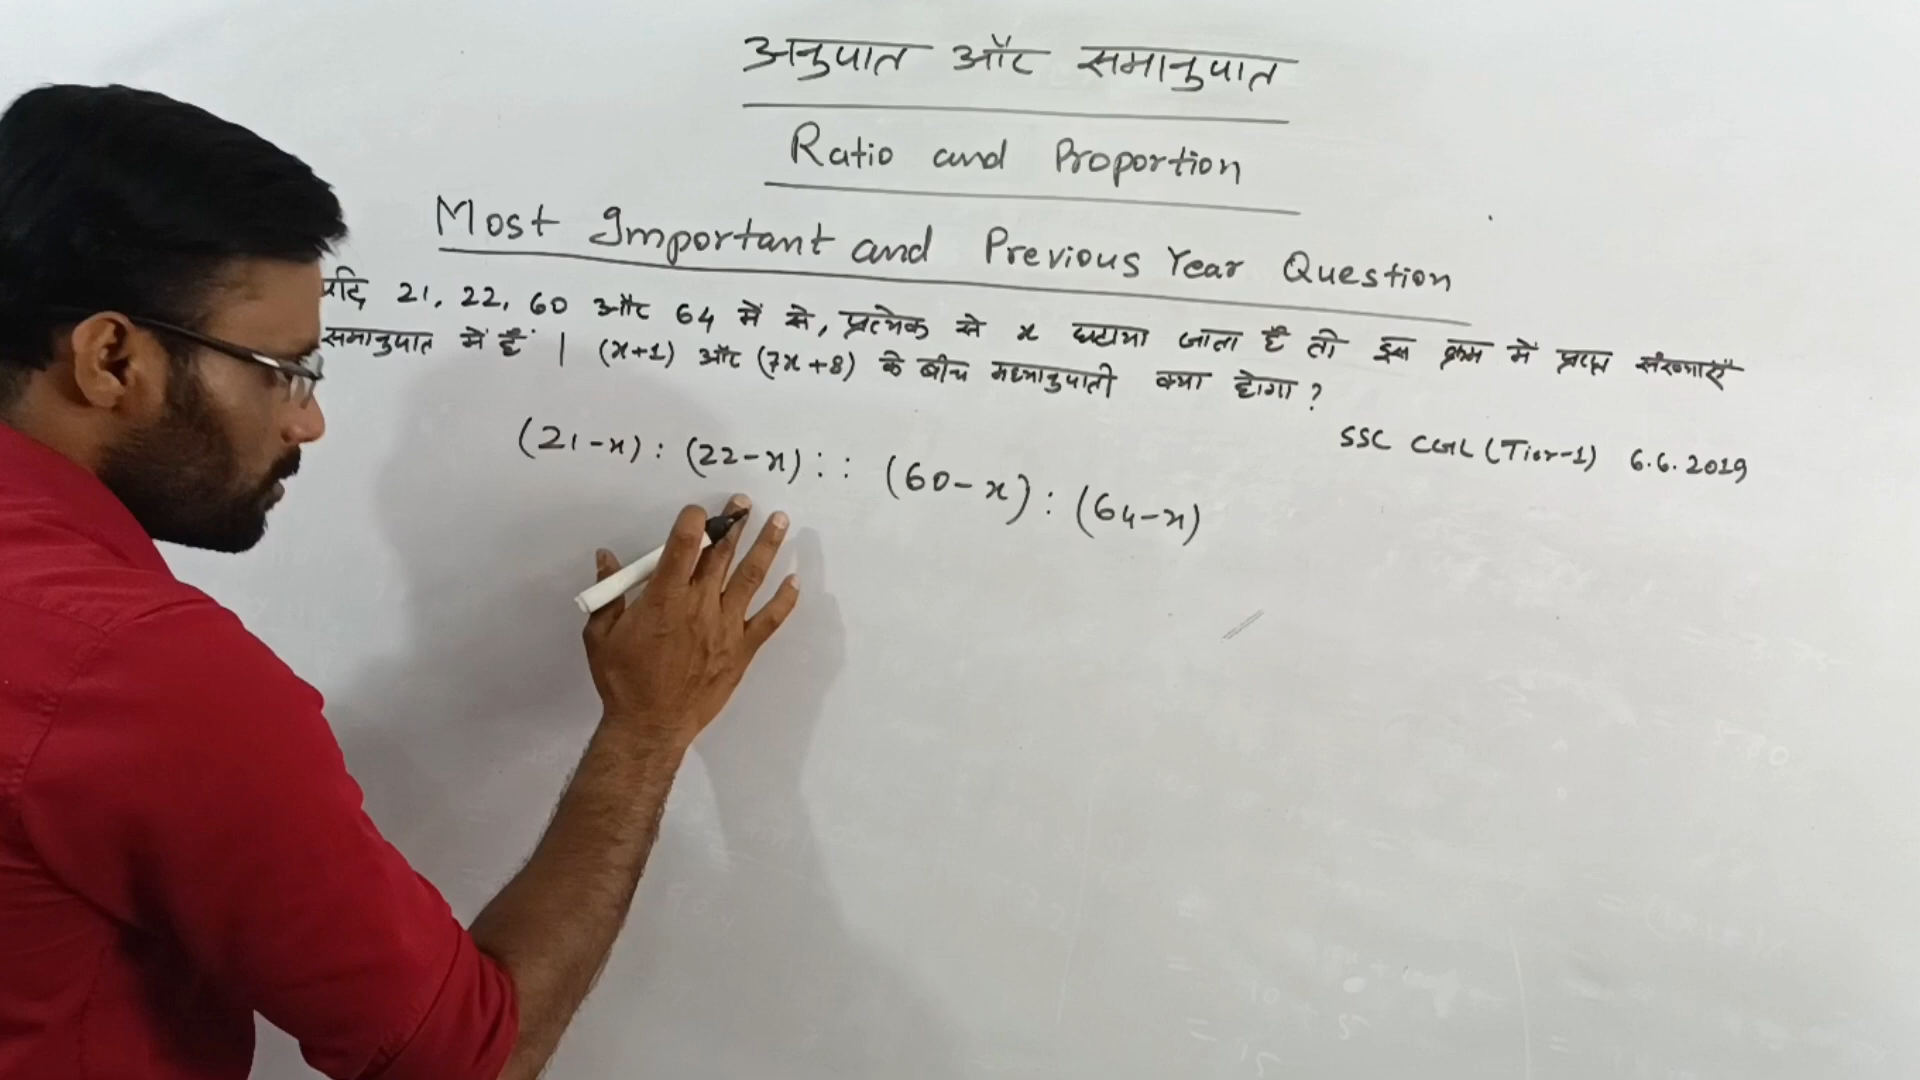 अनुपात और समानुपात
Ratio and Proportion
Most Important and Previous Year Question
यदि 21, 22, 60 और 64 में से, प्रत्येक से x घटाया जाता है तो इस क्रम में प्राप्त संख्याएँ
समानुपात में हैं | (x+1) और (7x+8) के बीच मध्यानुपाती क्या होगा ?
SSC CGL (Tier-1) 6.6.2019
(21-x) : (22-x) : : (60-x) : (64-x)